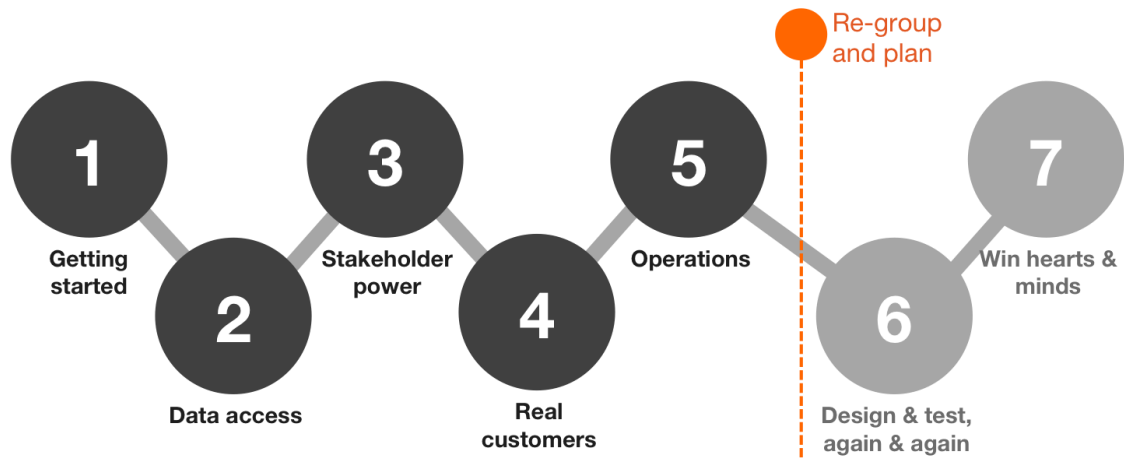 Re-group
and plan
1
Getting
started
2
Data access
3
Stakeholder
power
4
Real
customers
5
Operations
6
Design & test,
again & again
7
Win hearts &
minds